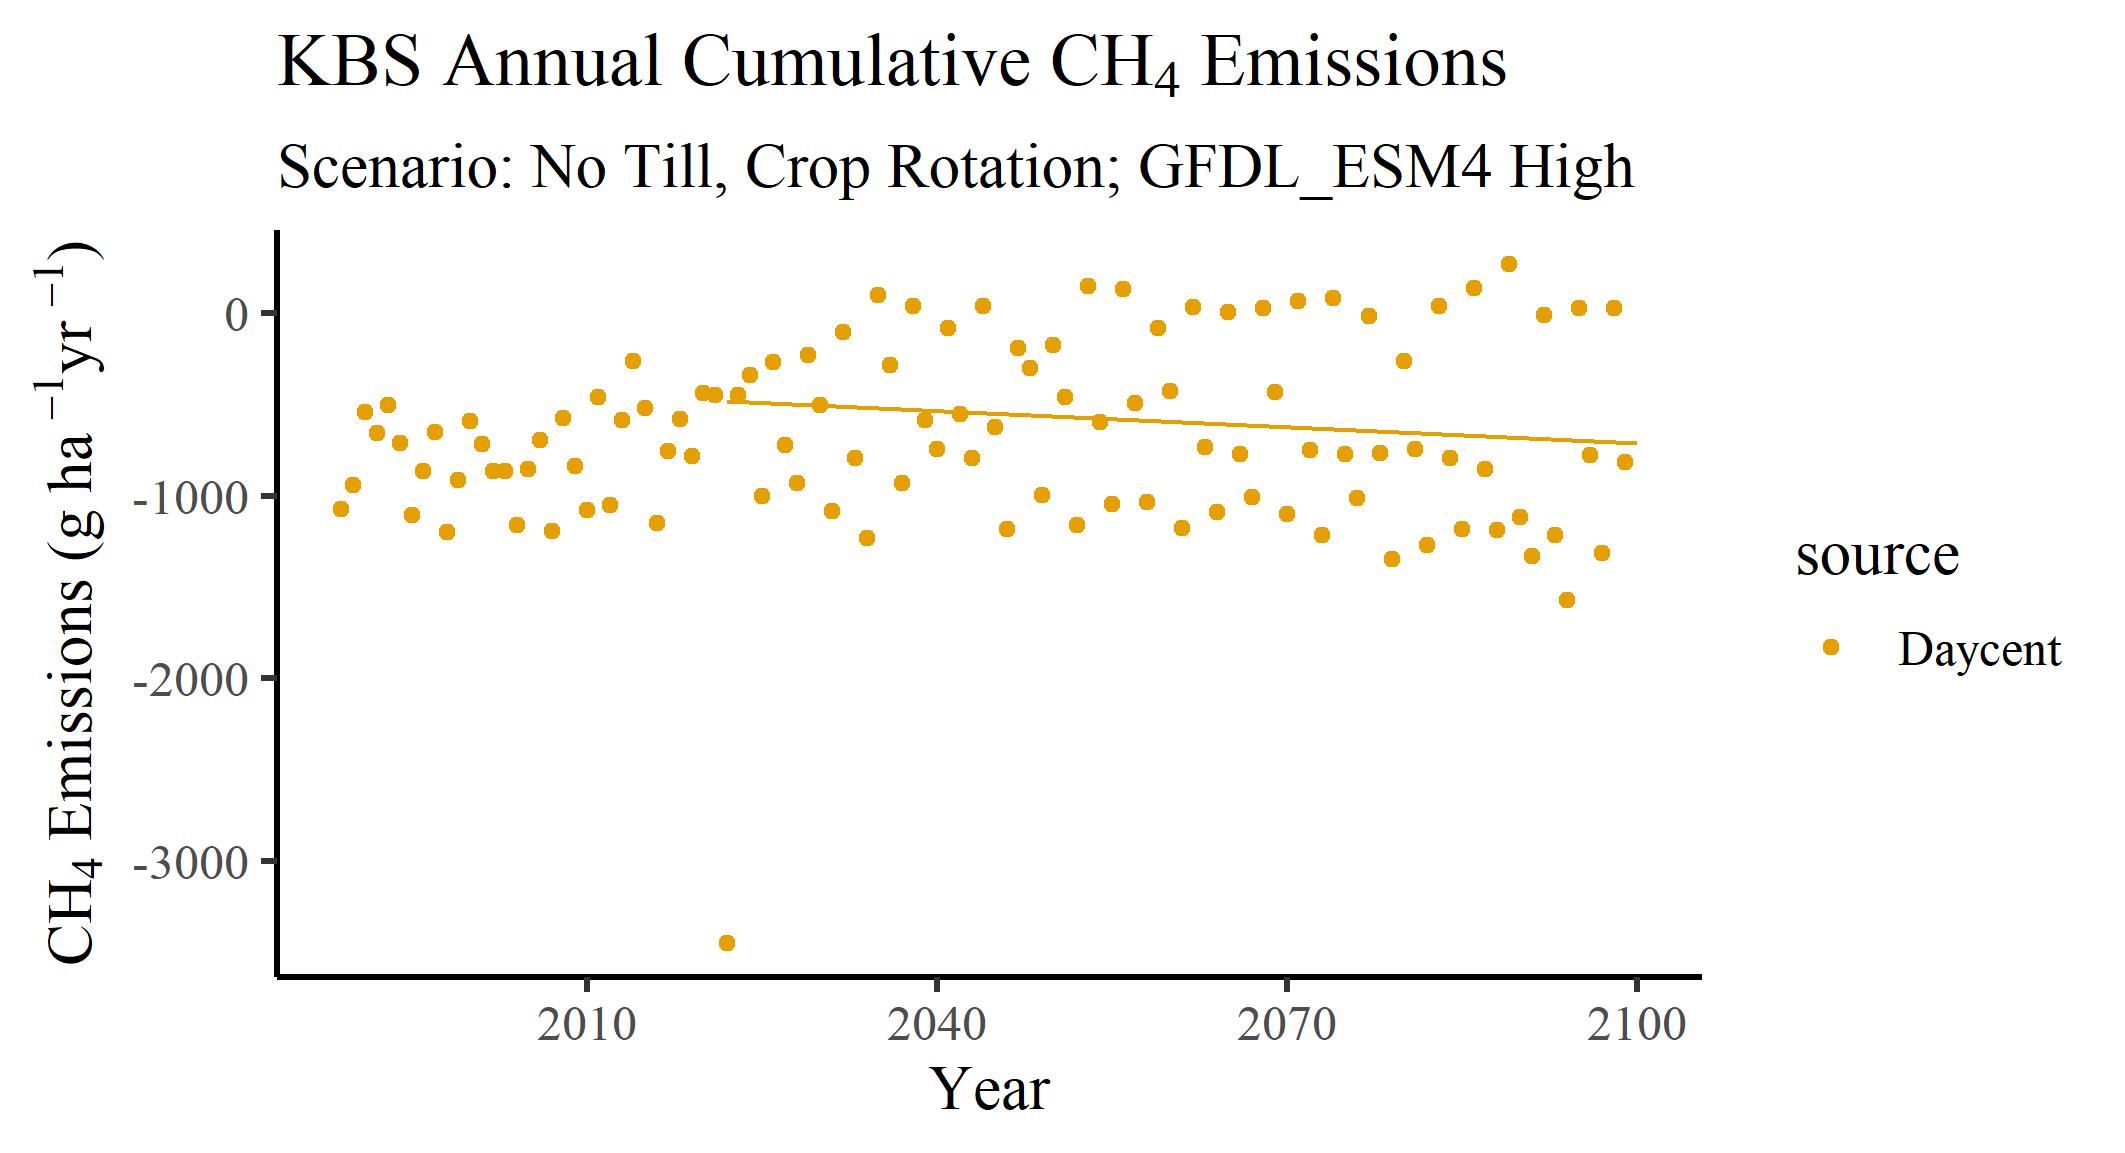 KBS Annual Cumulative CH₄ Emissions
Scenario: No Till, Crop Rotation; GFDL_ESM4 High
CH₄ Emissions (g ha ⁻¹yr ⁻¹)
0
-1000
-2000
-3000
2010 2040 2070 2100
Year
source
Daycent